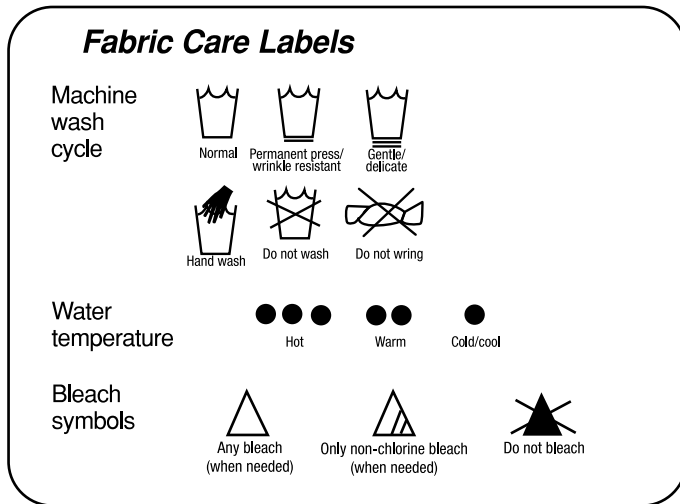 Fabric Care Labels
Machine
wash
cycle
Normal
Permanent press/
wrinkle resistant
Gentle/
delicate
Hand wash
Do not wash
Do not wring
Water
temperature
Hot
Warm
Cold/cool
Bleach
symbols
Any bleach
(when needed)
Only non-chlorine bleach
(when needed)
Do not bleach